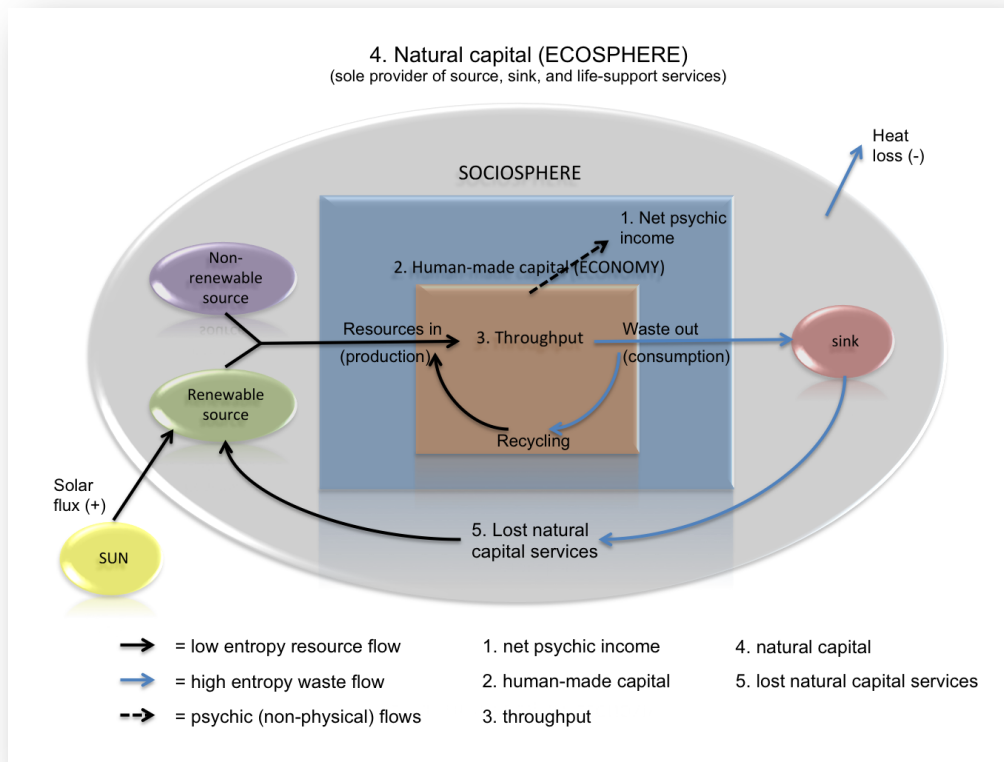 4. Natural capital (ECOSPHERE)
(sole provider of source, sink, and life-support services)
Heat
loss (-)
SOCIOSPHERE
1. Net psychic
income
Non-
renewable
source
2. Human-made capital (ECONOMY)
Resources in
(production)
3. Throughput
Waste out
(consumption)
sink
Renewable
source
Recycling
Solar
flux (+)
5. Lost natural
capital services
SUN
= low entropy resource flow
1. net psychic income
4. natural capital
= high entropy waste flow
2. human-made capital
5. lost natural capital services
= psychic (non-physical) flows
3. throughput